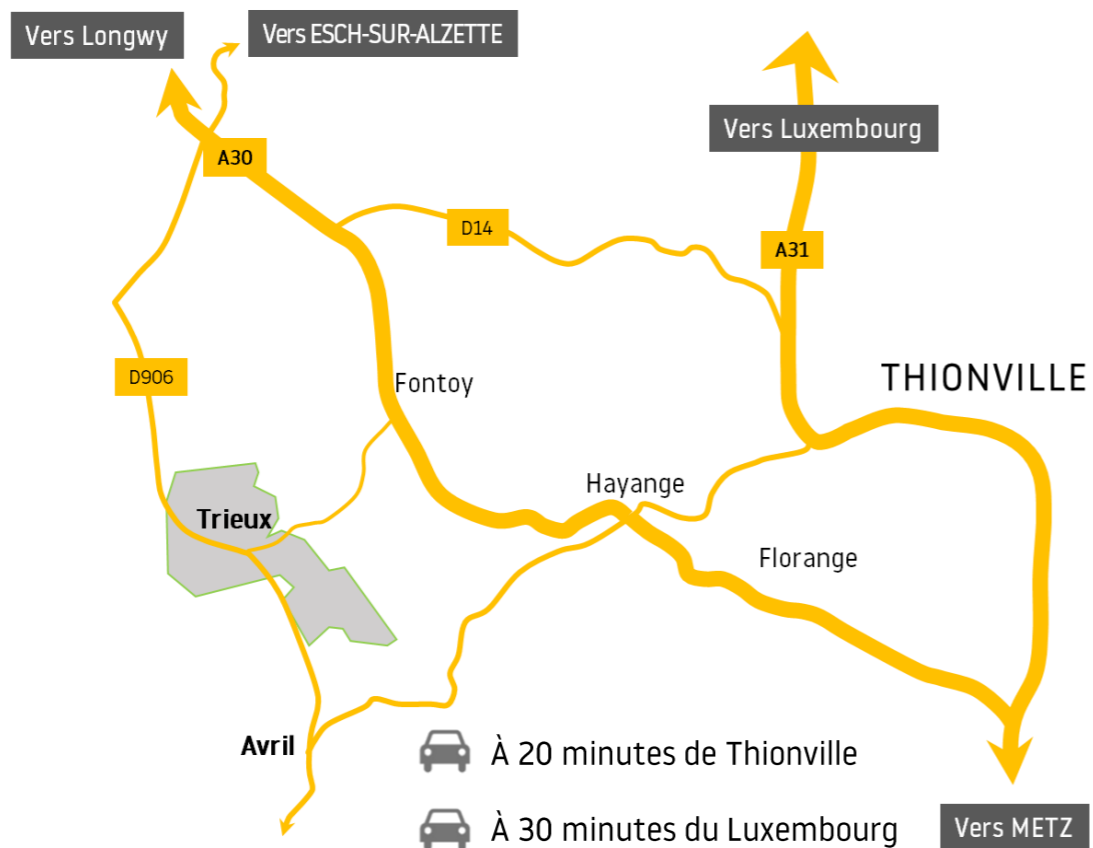 Vers Longwy
Vers ESCH-SUR-ALZETTE
Vers Luxembourg
A30
D14
A31
D906
Fontoy
THIONVILLE
Hayange
Trieux
Florange
Avril
À 20 minutes de Thionville
À 30 minutes du Luxembourg
Vers METZ